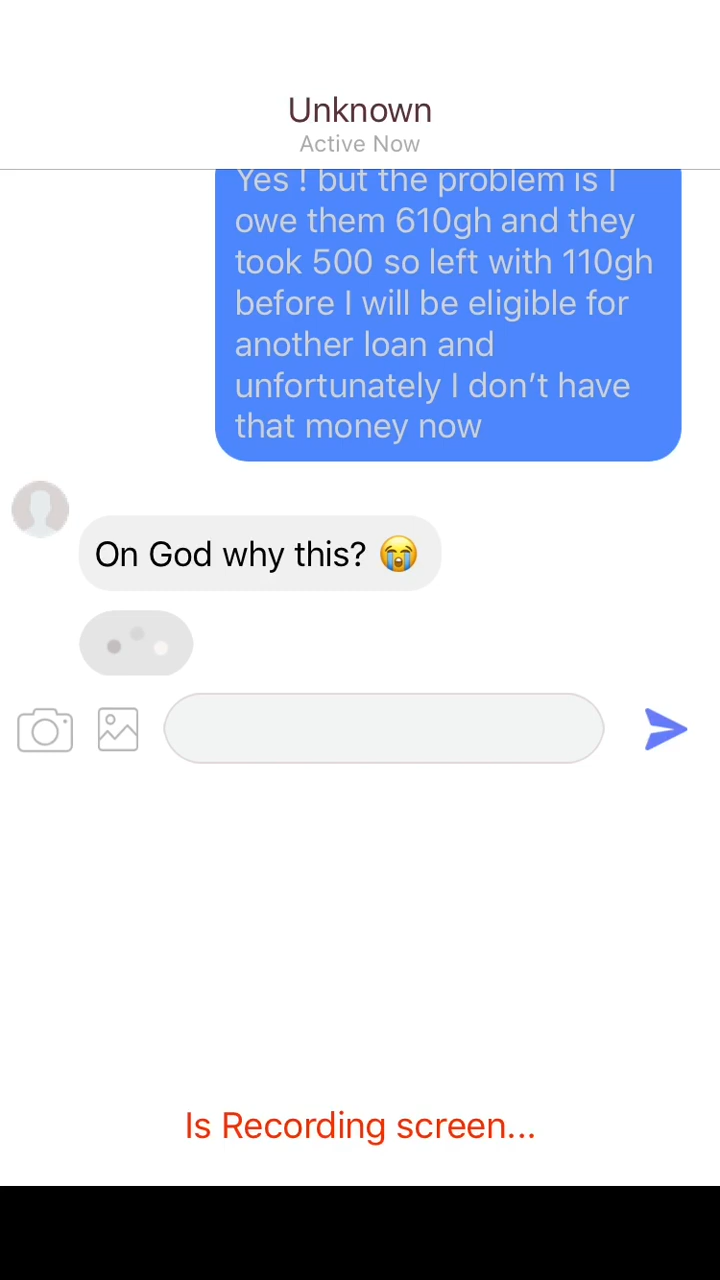 Unknown
Active Now
Yes ! but the problem is I
owe them 610gh and they
took 500 so left with 110gh
before I will be eligible for
another loan and
unfortunately I don’t have
that money now
On God why this? 😭
Is Recording screen...